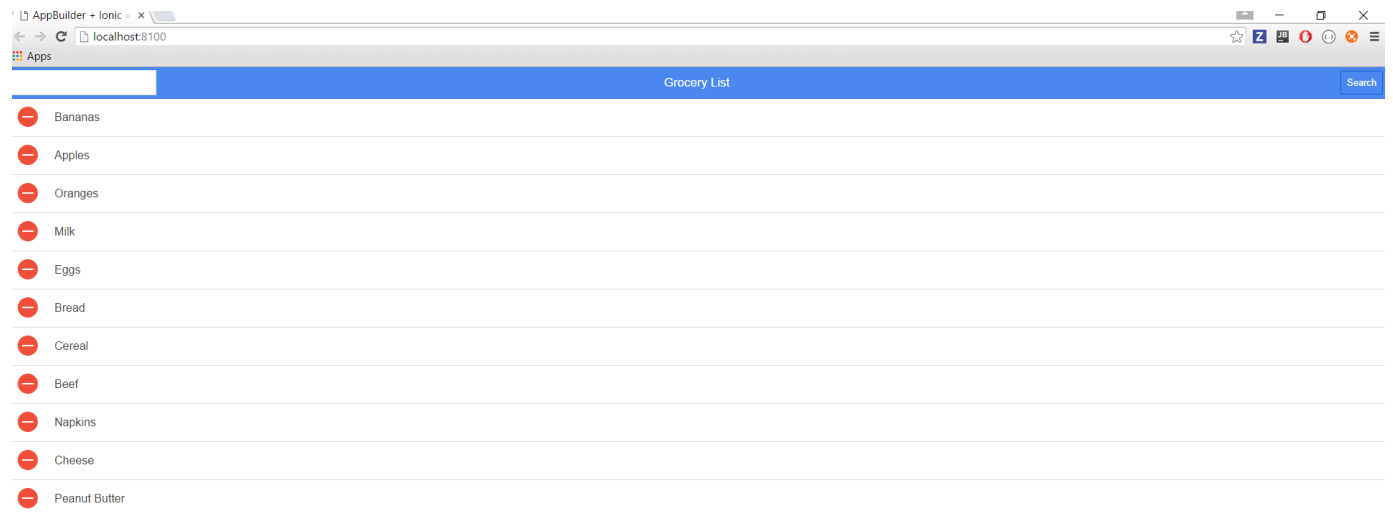 AppBuilder + Ionic =
localhost:8100
Z JB
Apps
Grocery List Search
Bananas
Apples
Oranges
Milk
Eggs
Bread
Cereal
Beef
Napkins
Cheese
Peanut Butter